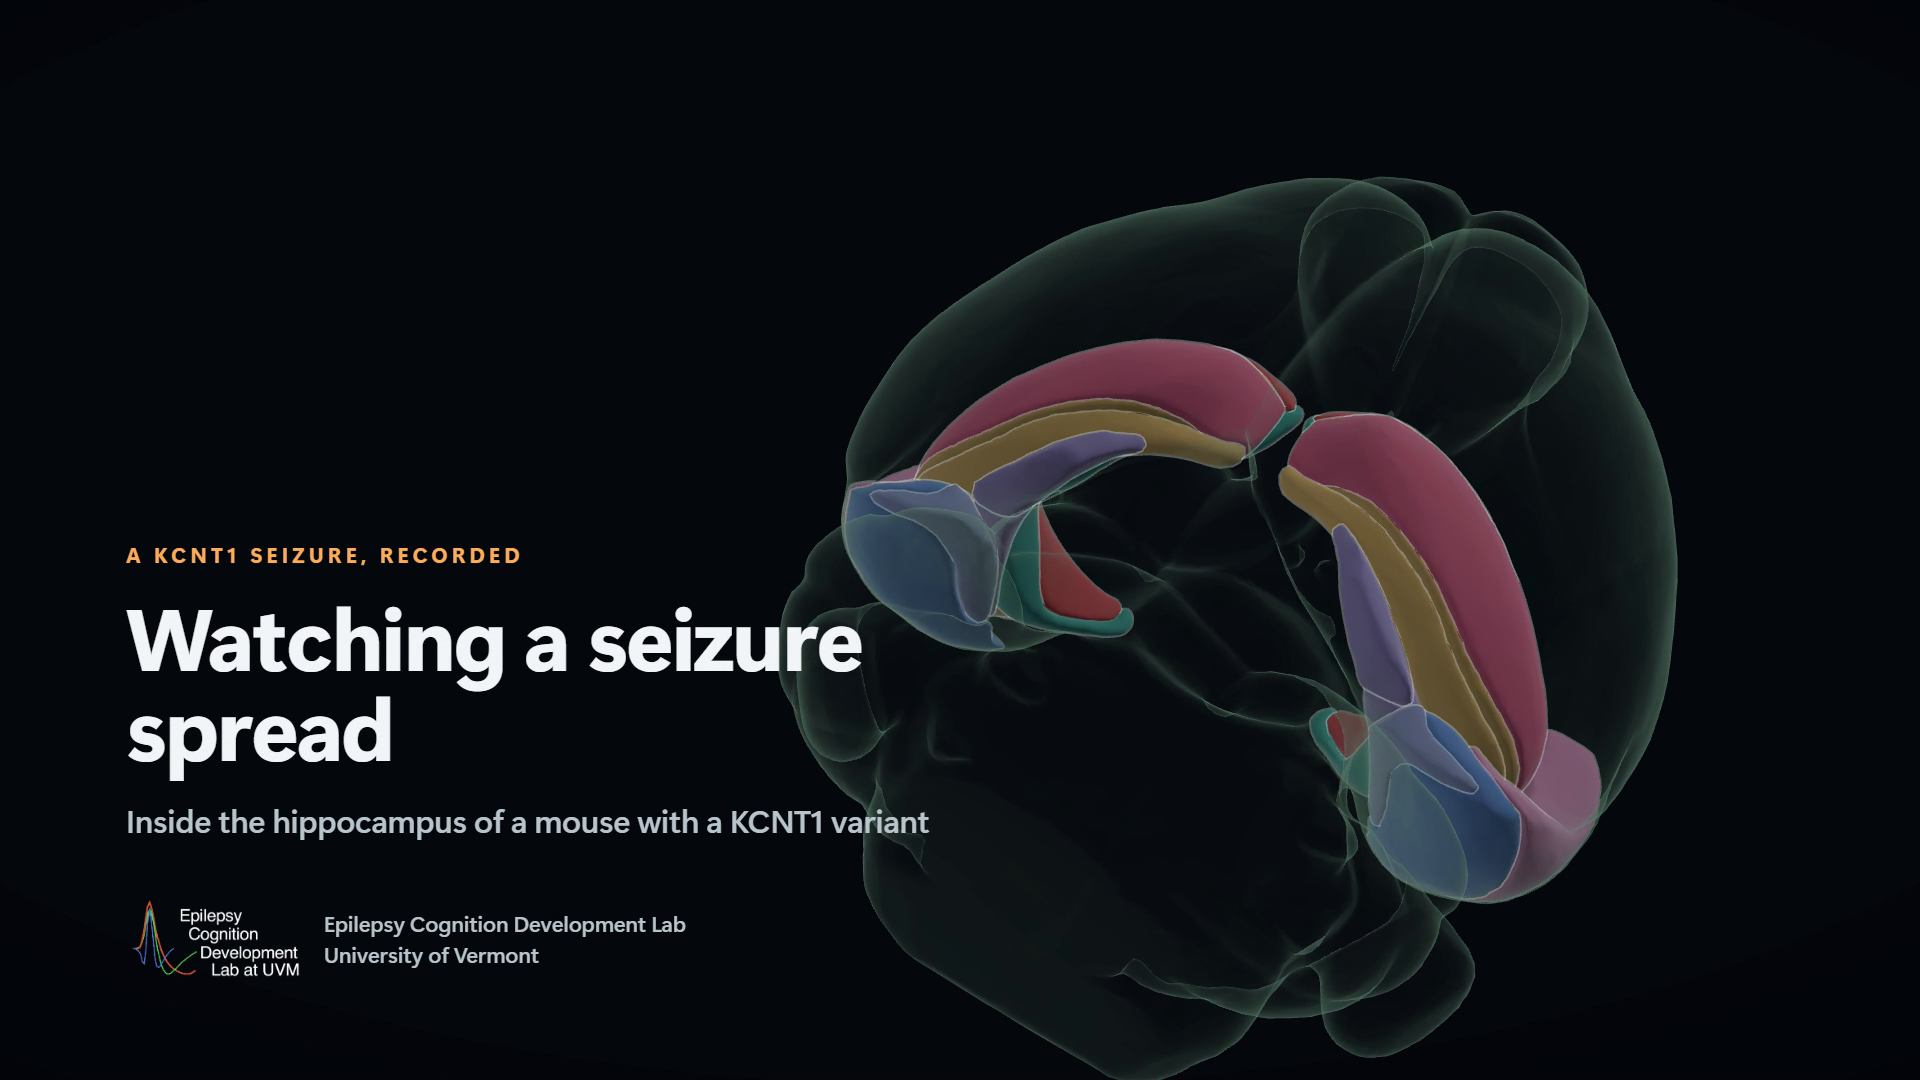 A KCNT1 SEIZURE, RECORDED
Watching a seizure
spread
Inside the hippocampus of a mouse with a KCNT1 variant
Epilepsy
Cognition
Development
Lab at UVM
Epilepsy Cognition Development Lab
University of Vermont